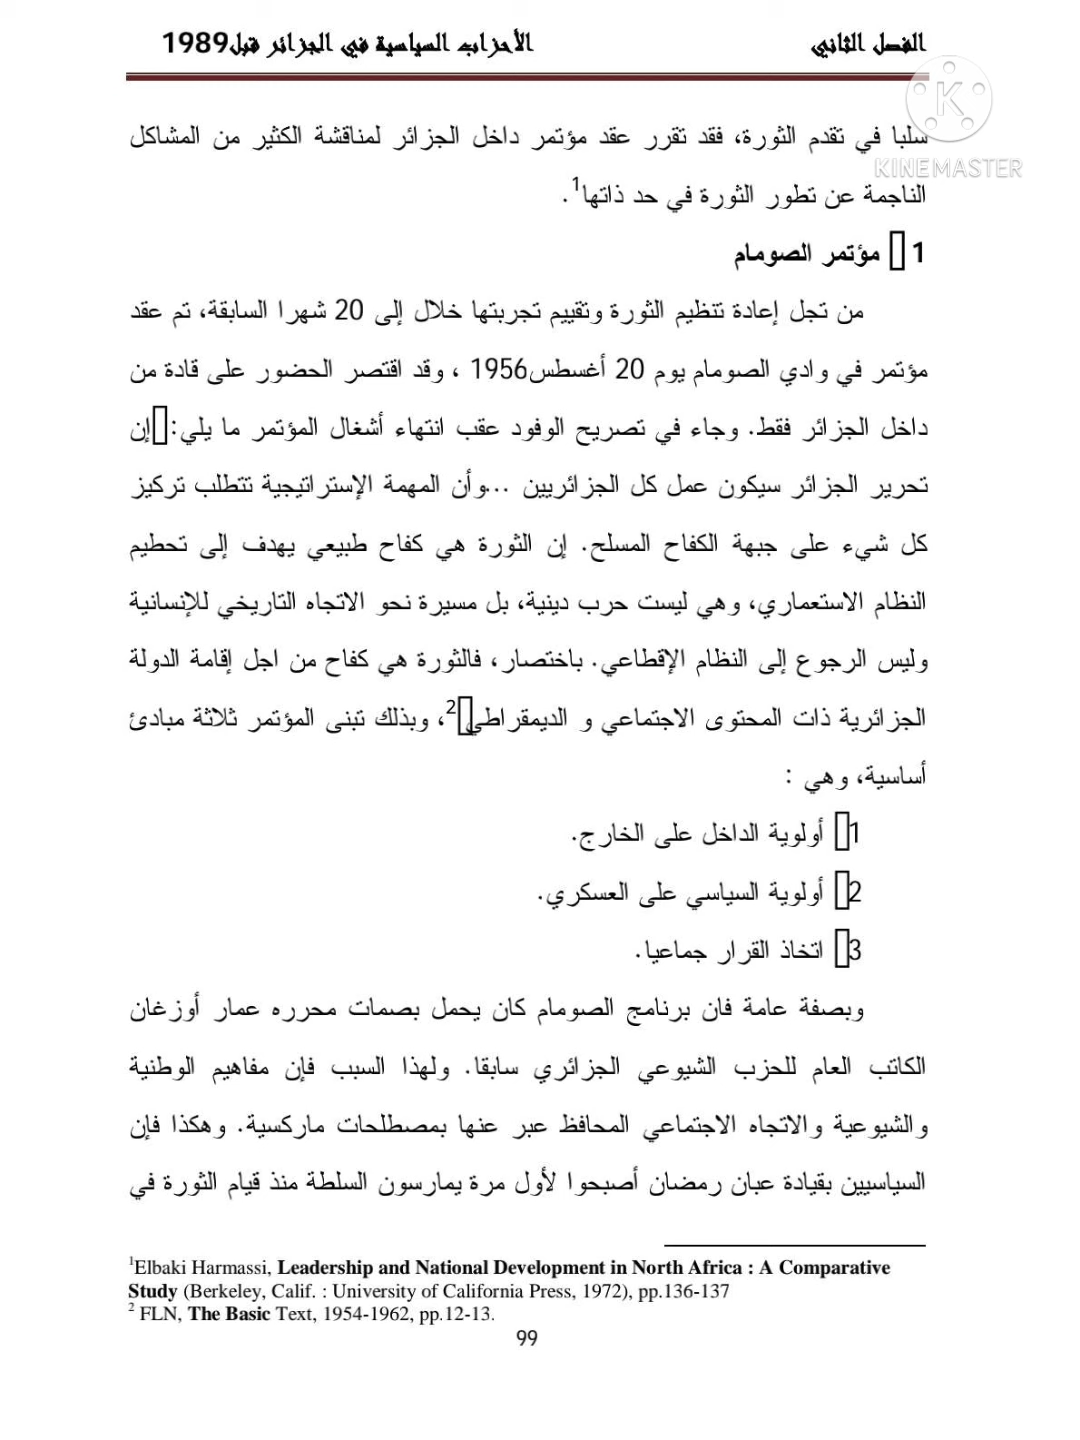 الفصل الثاني الأحزاب السياسية في الجزائر قبل1989
K
KINEMASTER
سلبا في تقدم الثورة، فقد تقرر عقد مؤتمر داخل الجزائر لمناقشة الكثير من المشاكل
الناجمة عن تطور الثورة في حد ذاتها1.
1 مؤتمر الصومام
من تجل إعادة تنظيم الثورة وتقييم تجربتها خلال إلى 20 شهرا السابقة، تم عقد
مؤتمر في وادي الصومام يوم 20 أغسطس1956 ، وقد اقتصر الحضور على قادة من
داخل الجزائر فقط. وجاء في تصريح الوفود عقب انتهاء أشغال المؤتمر ما يلي: إن
تحرير الجزائر سيكون عمل كل الجزائريين ...وأن المهمة الإستراتيجية تتطلب تركيز
كل شيء على جبهة الكفاح المسلح. إن الثورة هي كفاح طبيعي يهدف إلى تحطيم
النظام الاستعماري، وهي ليست حرب دينية، بل مسيرة نحو الاتجاه التاريخي للإنسانية
وليس الرجوع إلى النظام الإقطاعي. باختصار، فالثورة هي كفاح من اجل إقامة الدولة
الجزائرية ذات المحتوى الاجتماعي و الديمقراطي2، وبذلك تبنى المؤتمر ثلاثة مبادئ
أساسية، وهي :
1 أولوية الداخل على الخارج.
2 أولوية السياسي على العسكري.
3 اتخاذ القرار جماعيا.
وبصفة عامة فان برنامج الصومام كان يحمل بصمات محرره عمار أوزغان
الكاتب العام للحزب الشيوعي الجزائري سابقا. ولهذا السبب فإن مفاهيم الوطنية
والشيوعية والاتجاه الاجتماعي المحافظ عبر عنها بمصطلحات ماركسية. وهكذا فإن
السياسيين بقيادة عبان رمضان أصبحوا لأول مرة يمارسون السلطة منذ قيام الثورة في
1Elbaki Harmassi, Leadership and National Development in North Africa : A Comparative
Study (Berkeley, Calif. : University of California Press, 1972), pp.136-137
2 FLN, The Basic Text, 1954-1962, pp.12-13.
99